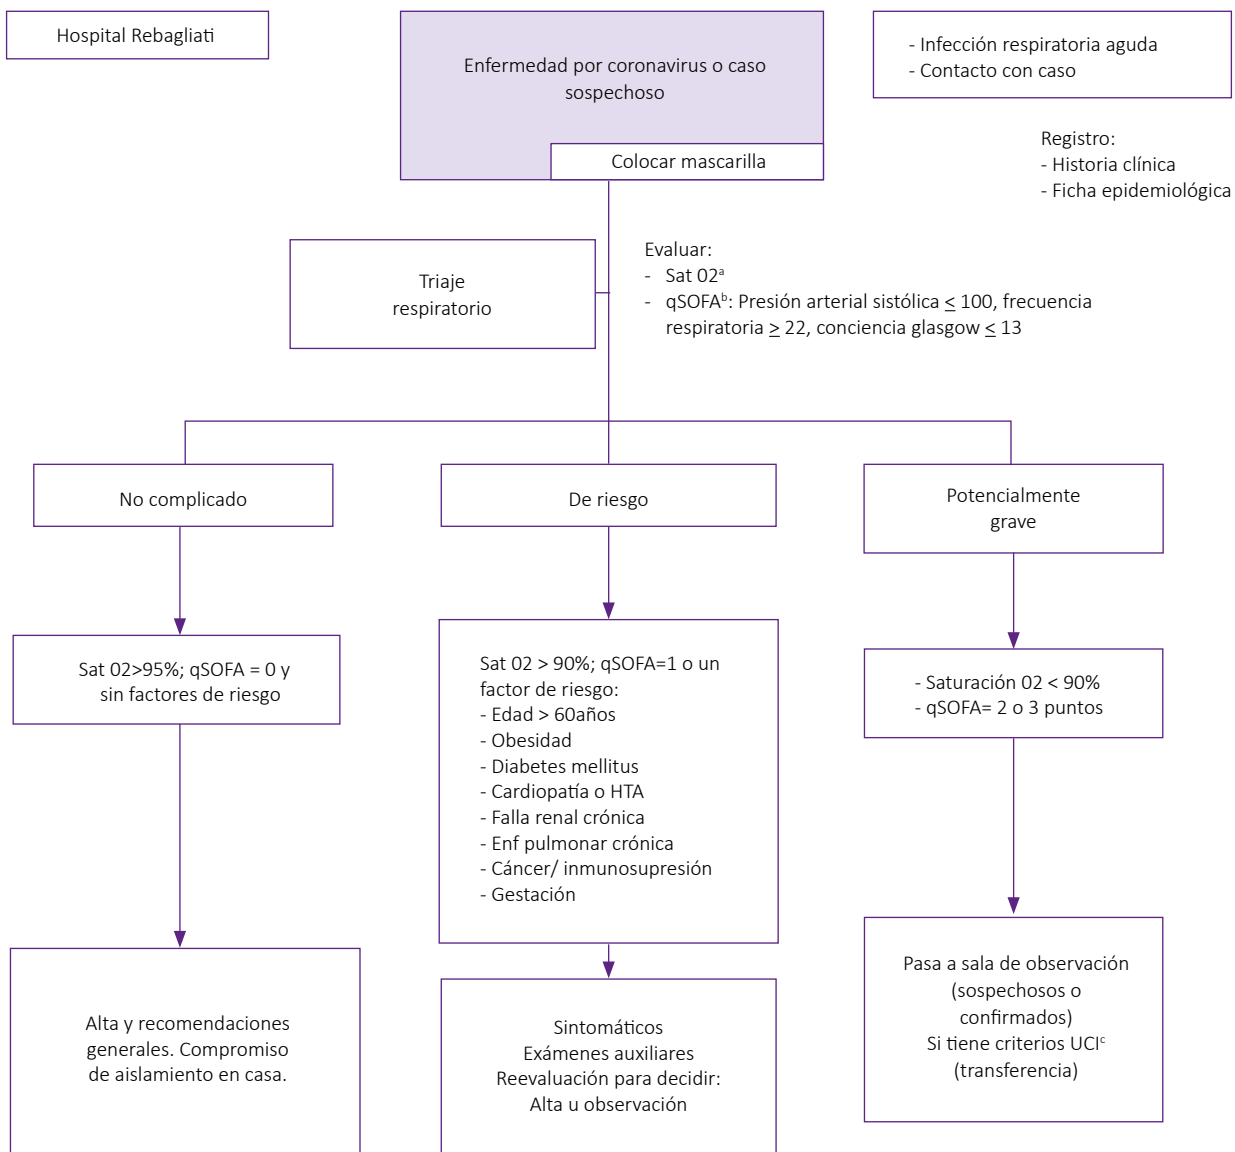 Hospital Rebagliati
Enfermedad por coronavirus o caso
sospechoso
Colocar mascarilla
- Infección respiratoria aguda
- Contacto con caso
Registro:
- Historia clínica
- Ficha epidemiológica
Triaje
respiratorio
Evaluar:
- Sat 02ᵃ
- qSOFAᵇ: Presión arterial sistólica ≤ 100, frecuencia
respiratoria ≥ 22, conciencia glasgow ≤ 13
No complicado
De riesgo
Potencialmente
grave
Sat 02>95%; qSOFA = 0 y
sin factores de riesgo
Sat 02 > 90%; qSOFA=1 o un
factor de riesgo:
- Edad > 60años
- Obesidad
- Diabetes mellitus
- Cardiopatía o HTA
- Falla renal crónica
- Enf pulmonar crónica
- Cáncer/ inmunosupresión
- Gestación
- Saturación 02 < 90%
- qSOFA= 2 o 3 puntos
Alta y recomendaciones
generales. Compromiso
de aislamiento en casa.
Sintomáticos
Exámenes auxiliares
Reevaluación para decidir:
Alta u observación
Pasa a sala de observación
(sospechosos o
confirmados)
Si tiene criterios UCIᶜ
(transferencia)